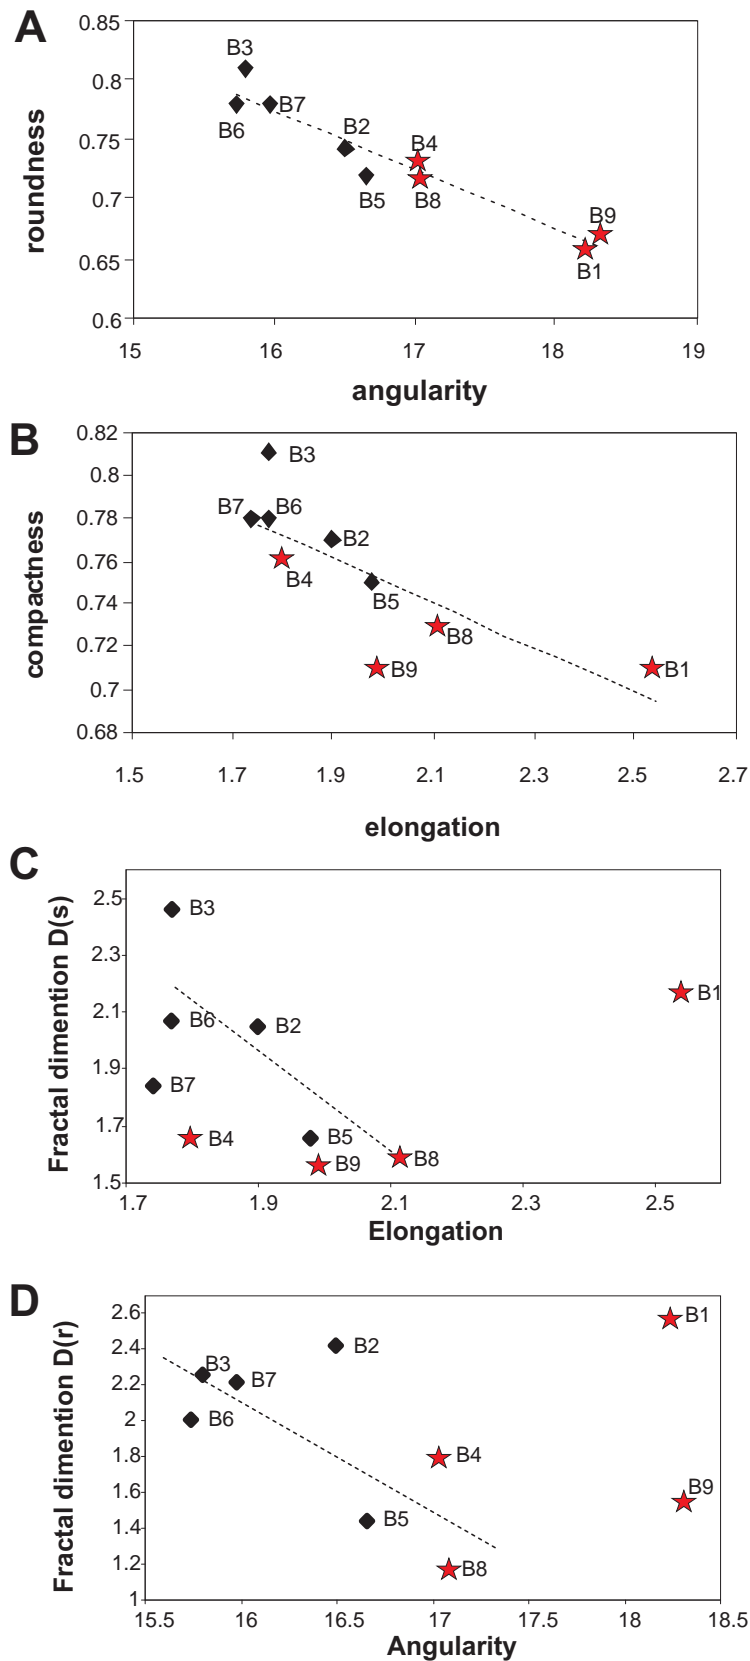 A
roundness
0.85
0.8
0.75
0.7
0.65
0.6
B3
B7
B6
B2
B4
B5
B8
B9
B1
15
16
17
18
19
angularity
B
compactness
0.82
0.8
0.78
0.76
0.74
0.72
0.7
0.68
B3
B7
B6
B2
B4
B5
B8
B9
B1
1.5
1.7
1.9
2.1
2.3
2.5
2.7
elongation
C
Fractal dimention D(s)
2.5
2.3
2.1
1.9
1.7
1.5
B3
B1
B6
B2
B7
B4
B5
B9
B8
1.7
1.9
2.1
2.3
2.5
Elongation
D
Fractal dimention D(r)
2.6
2.4
2.2
2
1.8
1.6
1.4
1.2
1
B1
B2
B3
B7
B6
B4
B9
B5
B8
15.5
16
16.5
17
17.5
18
18.5
Angularity